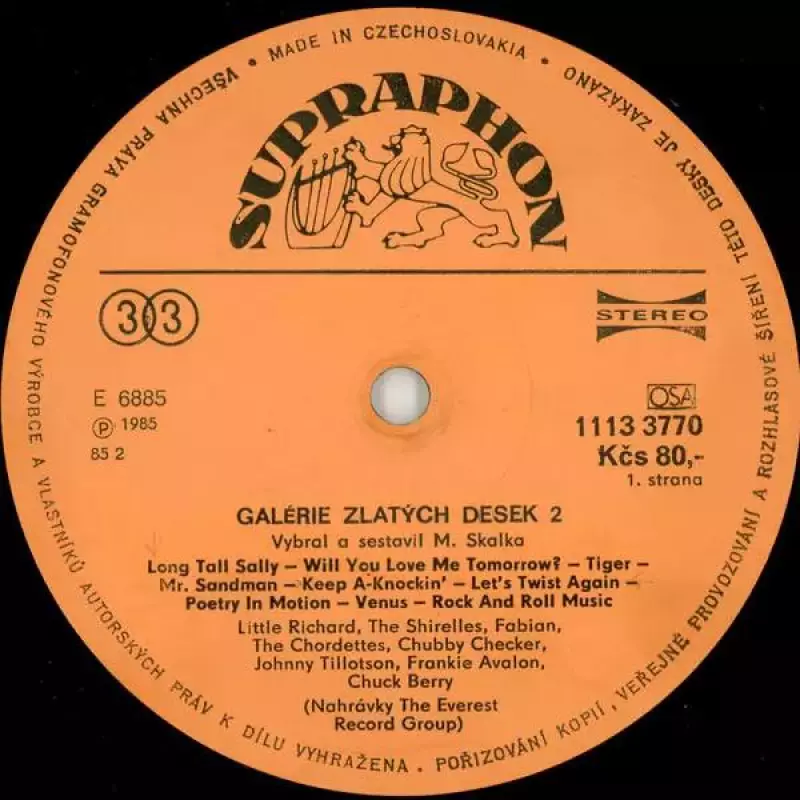 • MADE IN CZECHOSLOVAKIA •
VŠECHNA PRÁVA GRAMOFONOVÉHO VÝROBCE A VLASTNÍKŮ AUTORSKÝCH PRÁV K DÍLU VYHRAŽENA. POŘIZOVÁNÍ KOPIÍ, VEŘEJNÉ PROVOZOVÁNÍ A ROZHLASOVÉ ŠÍŘENÍ TÉTO DESKY JE ZAKÁZÁNO
SUPRAPHON
33
STEREO
E 6885
Ⓟ 1985
85 2
OSA
1113 3770
Kčs 80,-
1. strana
GALÉRIE ZLATÝCH DESEK 2
Vybral a sestavil M. Skalka
Long Tall Sally – Will You Love Me Tomorrow? – Tiger –
Mr. Sandman – Keep A-Knockin' – Let's Twist Again –
Poetry In Motion – Venus – Rock And Roll Music
Little Richard, The Shirelles, Fabian,
The Chordettes, Chubby Checker,
Johnny Tillotson, Frankie Avalon,
Chuck Berry
(Nahrávky The Everest
Record Group)